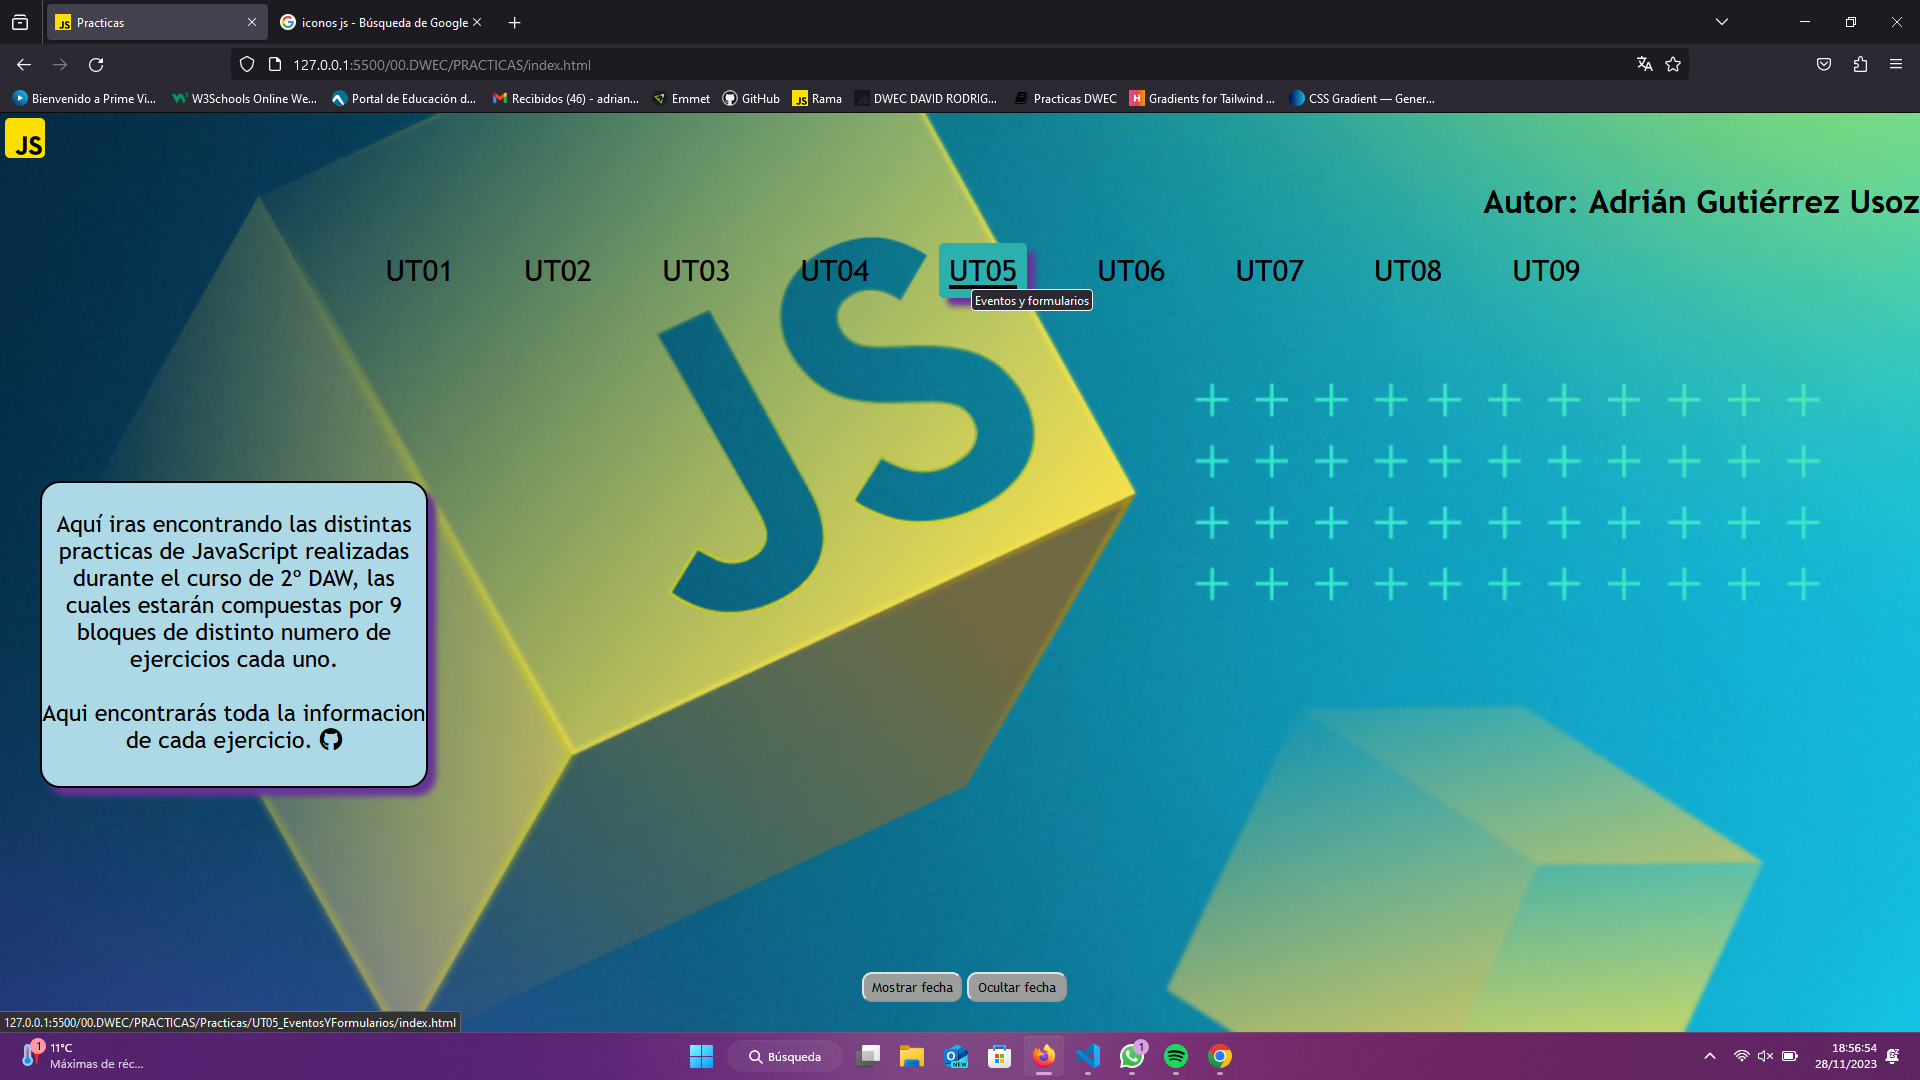 JS Practicas
iconos js - Búsqueda de Google
127.0.0.1:5500/00.DWEC/PRACTICAS/index.html
Bienvenido a Prime Vi...
W3Schools Online We...
Portal de Educación d...
Recibidos (46) - adrian...
Emmet
GitHub
JS Rama
DWEC DAVID RODRIG...
Practicas DWEC
H Gradients for Tailwind ...
CSS Gradient — Gener...
JS
Autor: Adrián Gutiérrez Usoz
UT01 UT02 UT03 UT04 UT05 UT06 UT07 UT08 UT09
Eventos y formularios
JS
Aquí iras encontrando las distintas
practicas de JavaScript realizadas
durante el curso de 2º DAW, las
cuales estarán compuestas por 9
bloques de distinto numero de
ejercicios cada uno.
Aqui encontrarás toda la informacion
de cada ejercicio.
Mostrar fecha
Ocultar fecha
127.0.0.1:5500/00.DWEC/PRACTICAS/Practicas/UT05_EventosYFormularios/index.html
1
11°C
Máximas de réc...
Búsqueda
NEW
1
18:56:54
28/11/2023